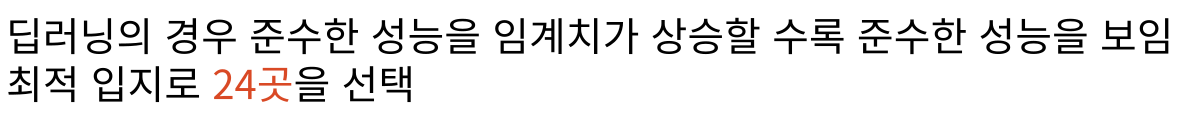 딥러닝의 경우 준수한 성능을 임계치가 상승할 수록 준수한 성능을 보임
최적 입지로 24곳을 선택